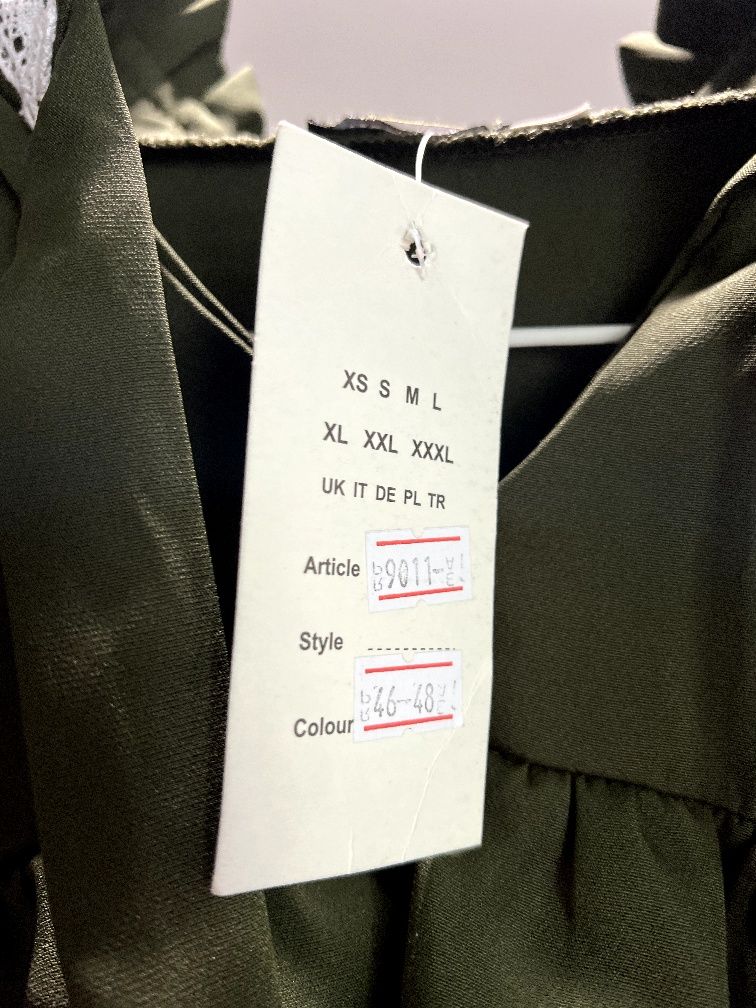 XS S M L
XL XXL XXXL
UK IT DE PL TR
Article 9011-
Style
Colour 46-48